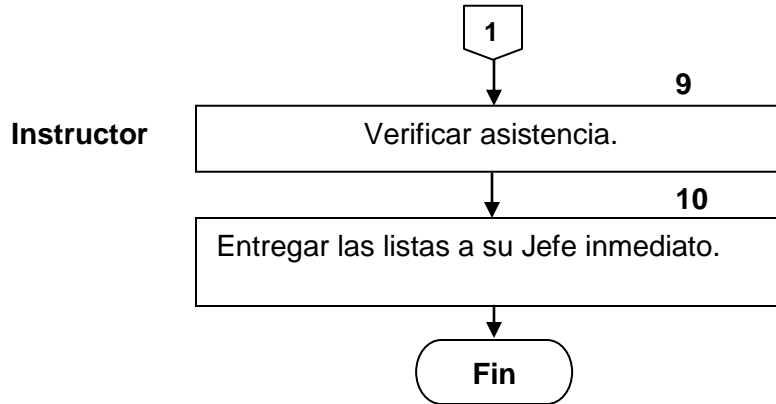 1
9
Instructor
Verificar asistencia.
10
Entregar las listas a su Jefe inmediato.
Fin